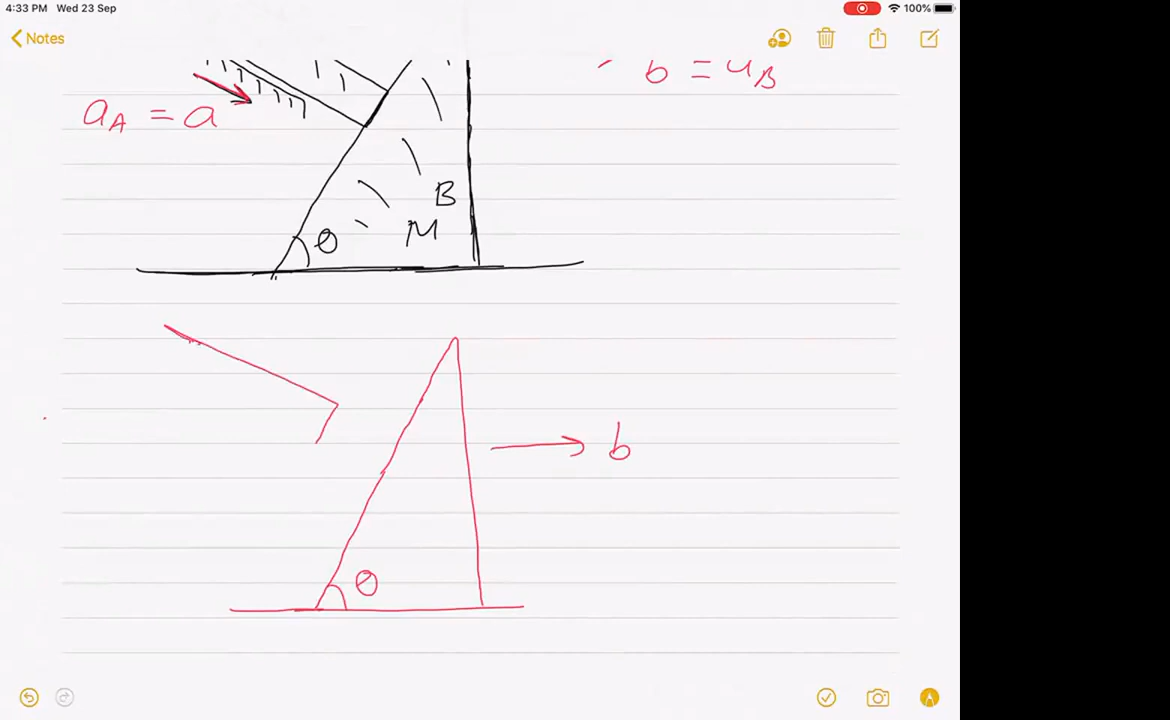 4:33 PM Wed 23 Sep
100%
Notes
b = a_B
a_A = a
B
M
θ
b
θ